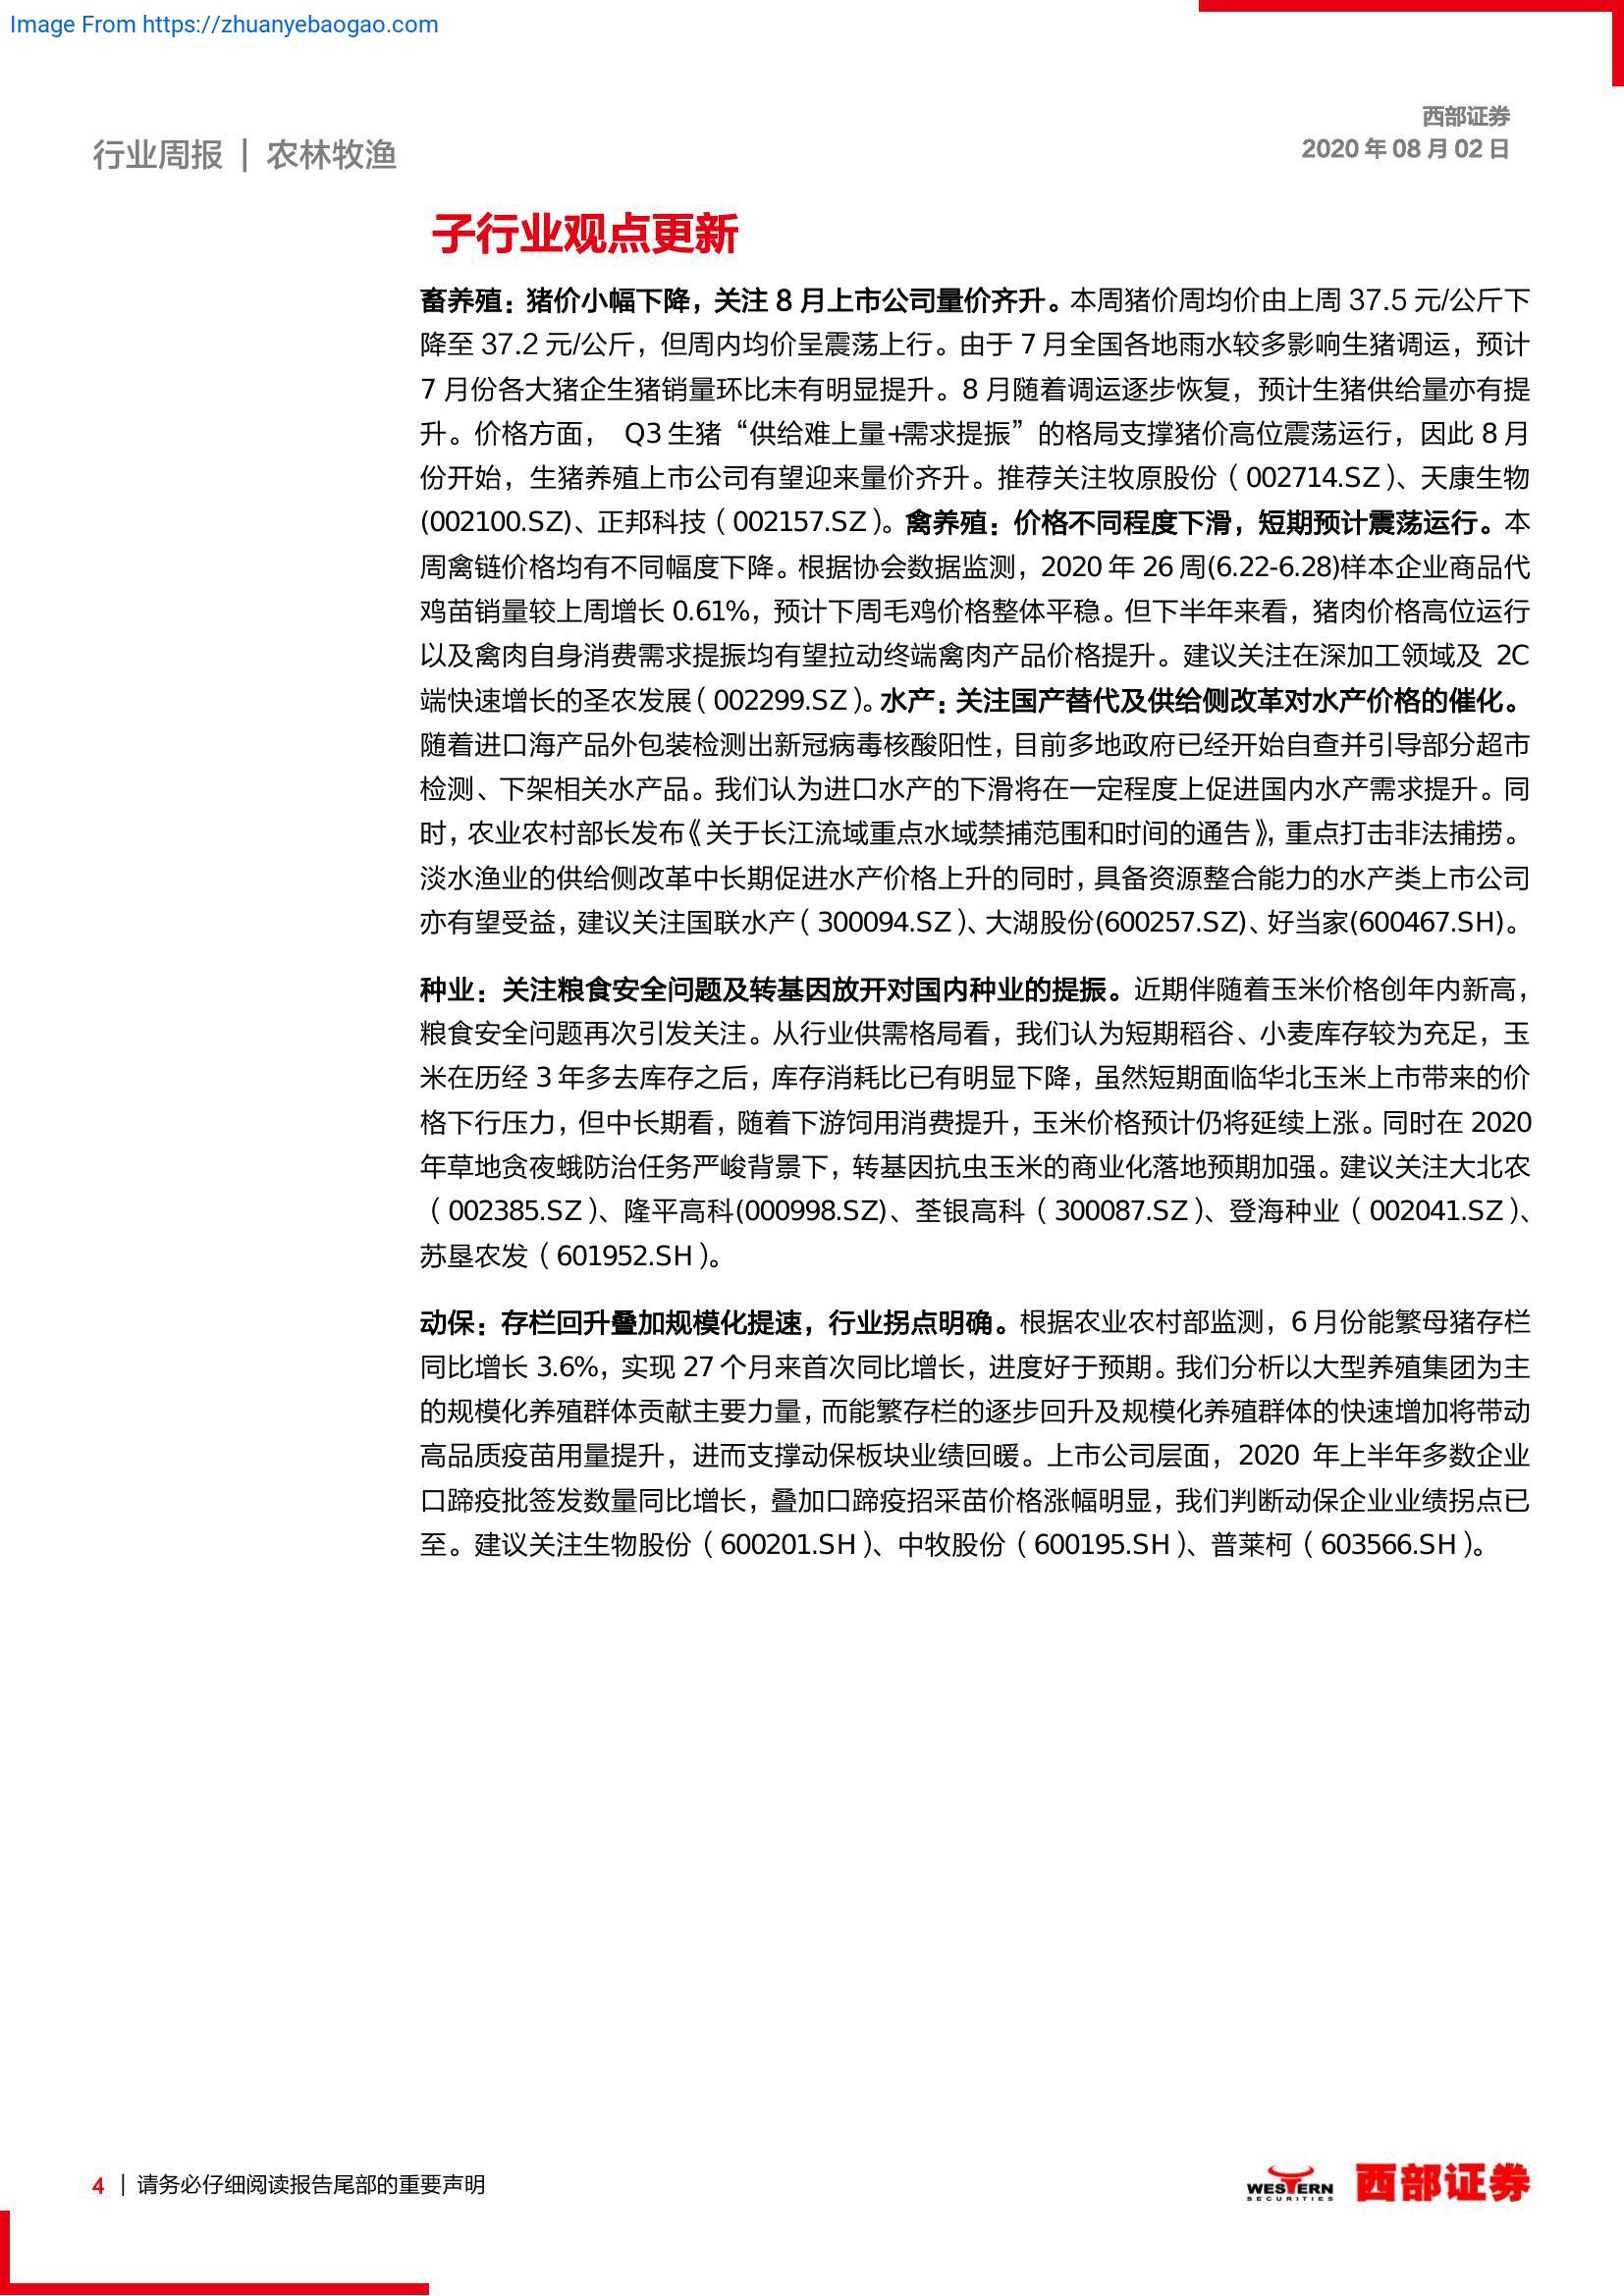 Image From https://zhuanyebaogao.com
西部证券
行业周报 | 农林牧渔
2020 年 08 月 02 日
子行业观点更新
畜养殖：猪价小幅下降，关注 8 月上市公司量价齐升。本周猪价周均价由上周 37.5 元/公斤下
降至 37.2 元/公斤，但周内均价呈震荡上行。由于 7 月全国各地雨水较多影响生猪调运，预计
7 月份各大猪企生猪销量环比未有明显提升。8 月随着调运逐步恢复，预计生猪供给量亦有提
升。价格方面， Q3 生猪“供给难上量+需求提振”的格局支撑猪价高位震荡运行，因此 8 月
份开始，生猪养殖上市公司有望迎来量价齐升。推荐关注牧原股份（002714.SZ）、天康生物
(002100.SZ)、正邦科技（002157.SZ）。禽养殖：价格不同程度下滑，短期预计震荡运行。本
周禽链价格均有不同幅度下降。根据协会数据监测，2020 年 26 周(6.22-6.28)样本企业商品代
鸡苗销量较上周增长 0.61%，预计下周毛鸡价格整体平稳。但下半年来看，猪肉价格高位运行
以及禽肉自身消费需求提振均有望拉动终端禽肉产品价格提升。建议关注在深加工领域及 2C
端快速增长的圣农发展（002299.SZ）。水产：关注国产替代及供给侧改革对水产价格的催化。
随着进口海产品外包装检测出新冠病毒核酸阳性，目前多地政府已经开始自查并引导部分超市
检测、下架相关水产品。我们认为进口水产的下滑将在一定程度上促进国内水产需求提升。同
时，农业农村部长发布《关于长江流域重点水域禁捕范围和时间的通告》，重点打击非法捕捞。
淡水渔业的供给侧改革中长期促进水产价格上升的同时，具备资源整合能力的水产类上市公司
亦有望受益，建议关注国联水产（300094.SZ）、大湖股份(600257.SZ)、好当家(600467.SH)。
种业：关注粮食安全问题及转基因放开对国内种业的提振。近期伴随着玉米价格创年内新高，
粮食安全问题再次引发关注。从行业供需格局看，我们认为短期稻谷、小麦库存较为充足，玉
米在历经 3 年多去库存之后，库存消耗比已有明显下降，虽然短期面临华北玉米上市带来的价
格下行压力，但中长期看，随着下游饲用消费提升，玉米价格预计仍将延续上涨。同时在 2020
年草地贪夜蛾防治任务严峻背景下，转基因抗虫玉米的商业化落地预期加强。建议关注大北农
（002385.SZ）、隆平高科(000998.SZ)、荃银高科（300087.SZ）、登海种业（002041.SZ）、
苏垦农发（601952.SH）。
动保：存栏回升叠加规模化提速，行业拐点明确。根据农业农村部监测，6 月份能繁母猪存栏
同比增长 3.6%，实现 27 个月来首次同比增长，进度好于预期。我们分析以大型养殖集团为主
的规模化养殖群体贡献主要力量，而能繁存栏的逐步回升及规模化养殖群体的快速增加将带动
高品质疫苗用量提升，进而支撑动保板块业绩回暖。上市公司层面，2020 年上半年多数企业
口蹄疫批签发数量同比增长，叠加口蹄疫招采苗价格涨幅明显，我们判断动保企业业绩拐点已
至。建议关注生物股份（600201.SH）、中牧股份（600195.SH）、普莱柯（603566.SH）。
4 | 请务必仔细阅读报告尾部的重要声明
WESTERN
SECURITIES
西部证券